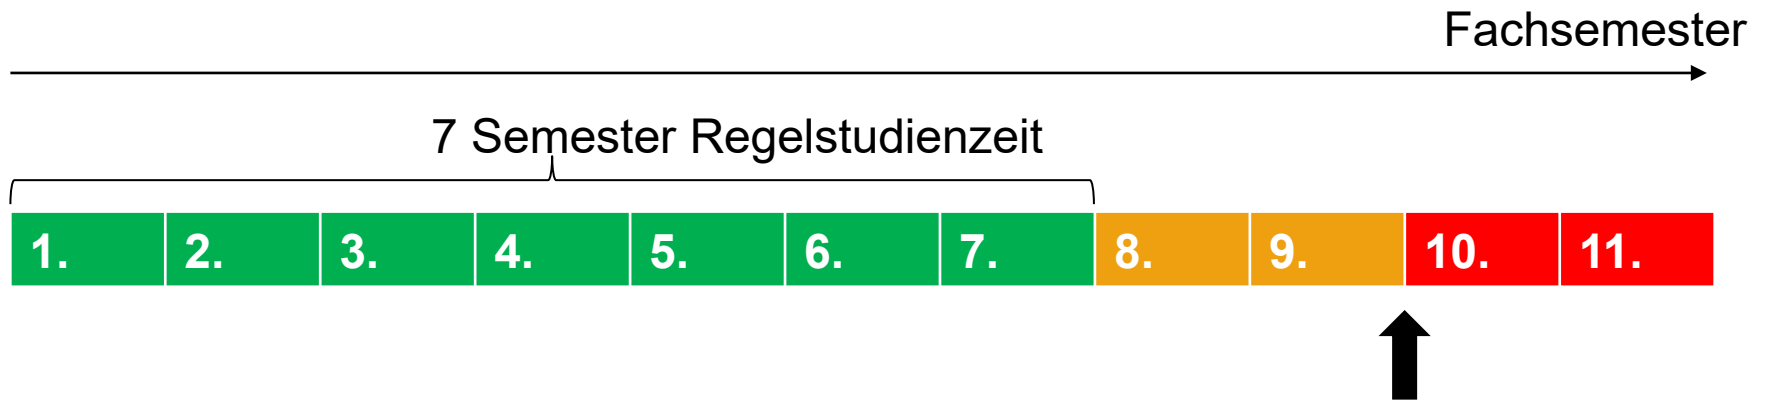 Fachsemester
7 Semester Regelstudienzeit
1. 2. 3. 4. 5. 6. 7. 8. 9. 10. 11.